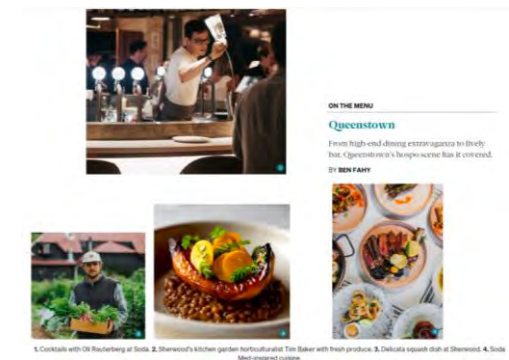 ON THE MENU
Queenstown
From high-end dining extravaganza to lively
bar, Queenstown's hospo scene has it covered.
BY BEN FAHY
1. Cocktails with Oli Rauterberg at Soda. 2. Sherwood's kitchen garden horticulturalist Tim Baker with fresh produce. 3. Delicata squash dish at Sherwood. 4. Soda
Med-inspired cuisine.